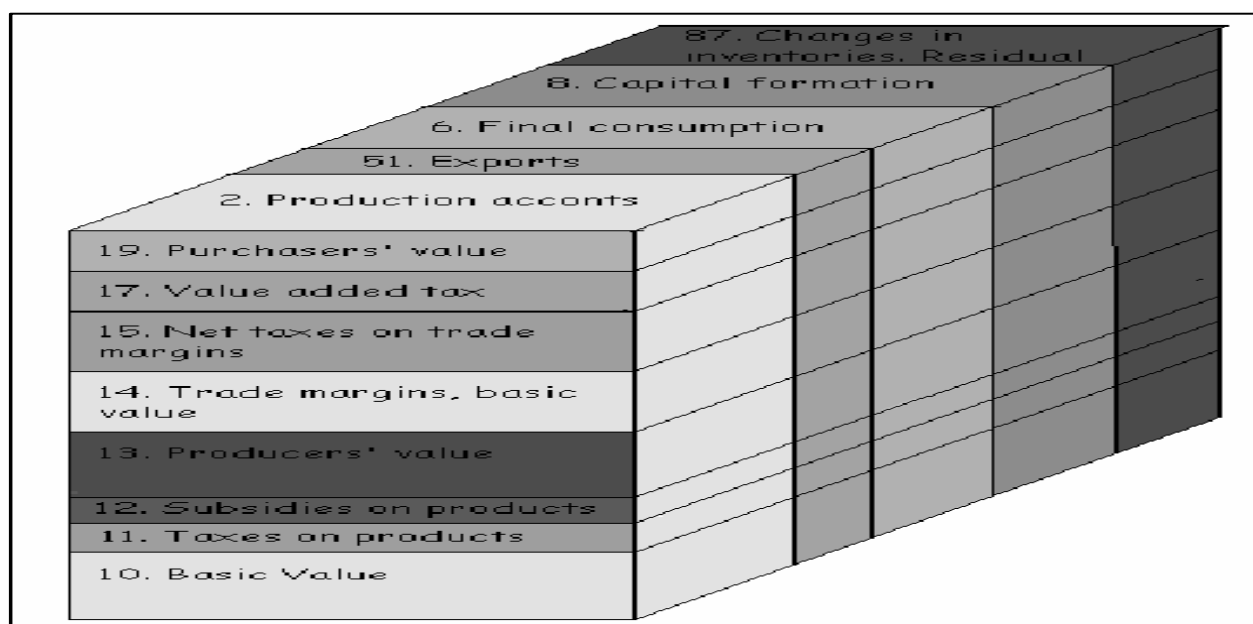 87. Changes in
inventories. Residual
8. Capital formation
6. Final consumption
51. Exports
2. Production acconts
19. Purchasers' value
17. Value added tax
15. Net taxes on trade
margins
14. Trade margins, basic
value
13. Producers' value
12. Subsidies on products
11. Taxes on products
10. Basic Value